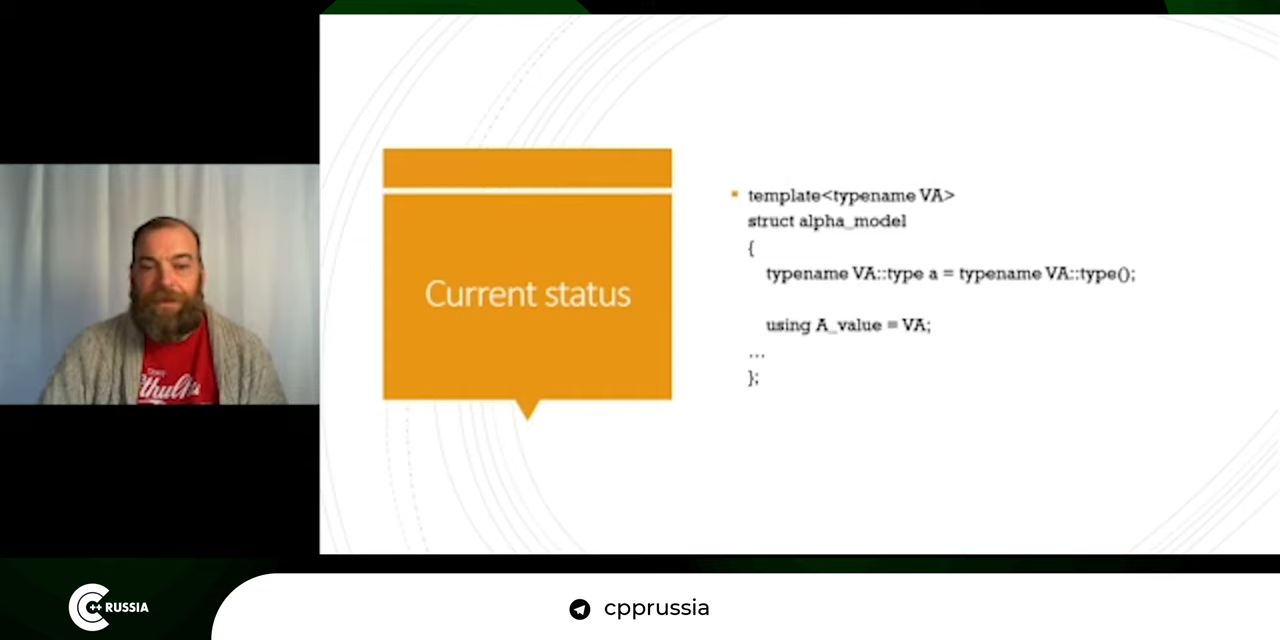 Current status
template<typename VA>
struct alpha_model
{
typename VA::type a = typename VA::type();
using A_value = VA;
...
};
C++ RUSSIA
cpprussia